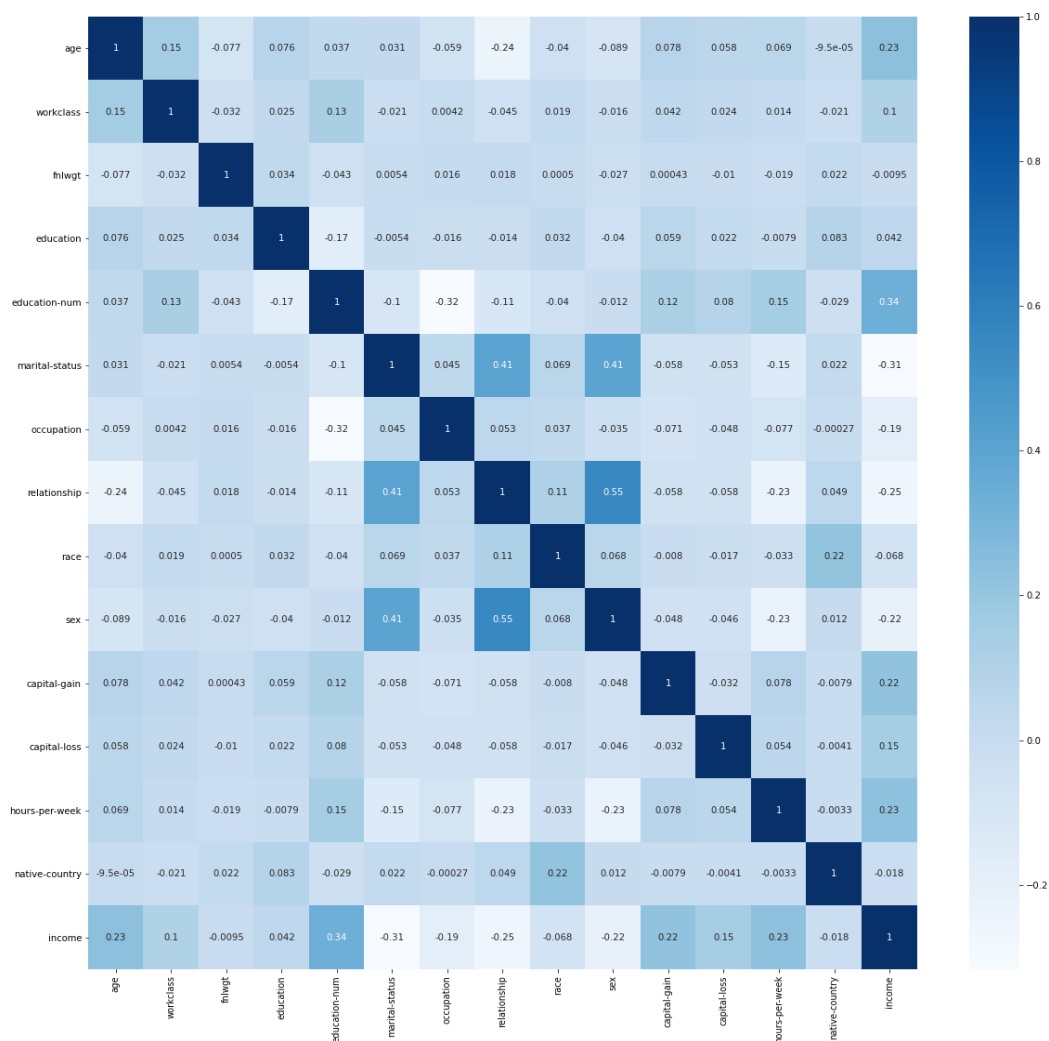 age 1 0.15 -0.077 0.076 0.037 0.031 -0.059 -0.24 -0.04 -0.089 0.078 0.058 0.069 -9.5e-05 0.23
workclass 0.15 1 -0.032 0.025 0.13 -0.021 0.0042 -0.045 0.019 -0.016 0.042 0.024 0.014 -0.021 0.1
fnlwgt -0.077 -0.032 1 0.034 -0.043 0.0054 0.016 0.018 0.0005 -0.027 0.00043 -0.01 -0.019 0.022 -0.0095
education 0.076 0.025 0.034 1 -0.17 -0.0054 -0.016 -0.014 0.032 -0.04 0.059 0.022 -0.0079 0.083 0.042
education-num 0.037 0.13 -0.043 -0.17 1 -0.1 -0.32 -0.11 -0.04 -0.012 0.12 0.08 0.15 -0.029 0.34
marital-status 0.031 -0.021 0.0054 -0.0054 -0.1 1 0.045 0.41 0.069 0.41 -0.058 -0.053 -0.15 0.022 -0.31
occupation -0.059 0.0042 0.016 -0.016 -0.32 0.045 1 0.053 0.037 -0.035 -0.071 -0.048 -0.077 -0.00027 -0.19
relationship -0.24 -0.045 0.018 -0.014 -0.11 0.41 0.053 1 0.11 0.55 -0.058 -0.058 -0.23 0.049 -0.25
race -0.04 0.019 0.0005 0.032 -0.04 0.069 0.037 0.11 1 0.068 -0.008 -0.017 -0.033 0.22 -0.068
sex -0.089 -0.016 -0.027 -0.04 -0.012 0.41 -0.035 0.55 0.068 1 -0.048 -0.046 -0.23 0.012 -0.22
capital-gain 0.078 0.042 0.00043 0.059 0.12 -0.058 -0.071 -0.058 -0.008 -0.048 1 -0.032 0.078 -0.0079 0.22
capital-loss 0.058 0.024 -0.01 0.022 0.08 -0.053 -0.048 -0.058 -0.017 -0.046 -0.032 1 0.054 -0.0041 0.15
hours-per-week 0.069 0.014 -0.019 -0.0079 0.15 -0.15 -0.077 -0.23 -0.033 -0.23 0.078 0.054 1 -0.0033 0.23
native-country -9.5e-05 -0.021 0.022 0.083 -0.029 0.022 -0.00027 0.049 0.22 0.012 -0.0079 -0.0041 -0.0033 1 -0.018
income 0.23 0.1 -0.0095 0.042 0.34 -0.31 -0.19 -0.25 -0.068 -0.22 0.22 0.15 0.23 -0.018 1
age workclass fnlwgt education education-num marital-status occupation relationship race sex capital-gain capital-loss hours-per-week native-country income
1.0
0.8
0.6
0.4
0.2
0.0
−0.2